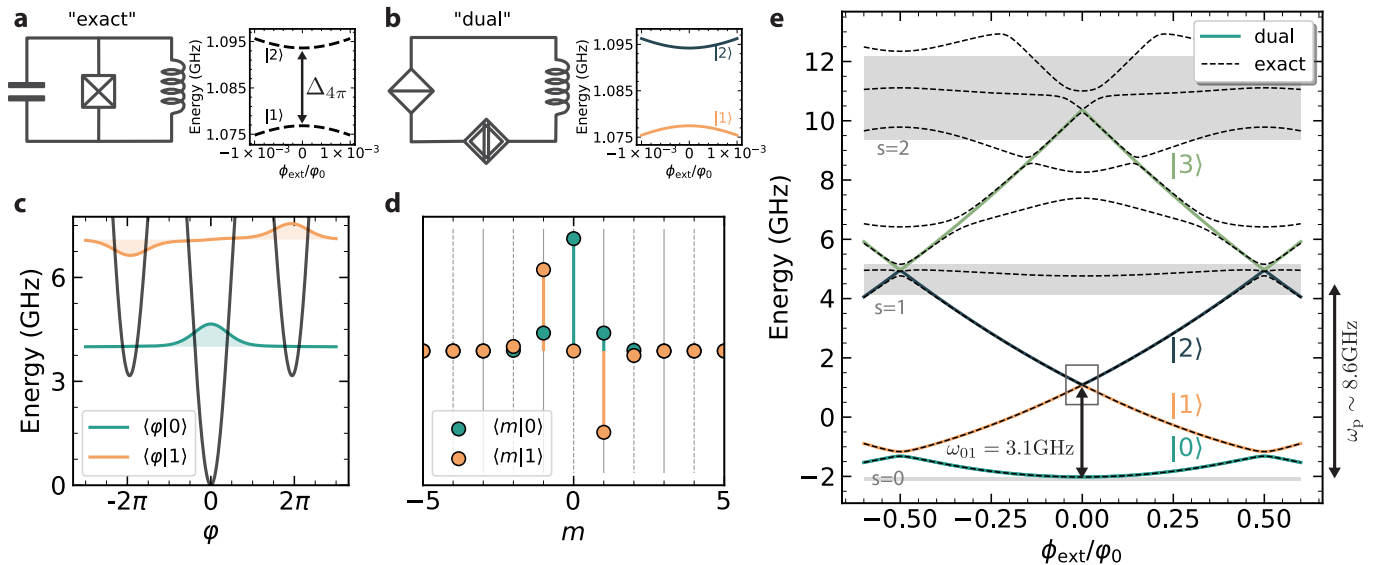 a
"exact"
Energy (GHz)
1.095
1.085
1.075
|2⟩
Δ4π
|1⟩
−1 × 10⁻³
0
1 × 10⁻³
ϕext/φ0
b
"dual"
Energy (GHz)
1.095
1.085
1.075
|2⟩
|1⟩
−1 × 10⁻³
0
1 × 10⁻³
ϕext/φ0
c
Energy (GHz)
6
3
0
⟨φ|0⟩
⟨φ|1⟩
-2π
0
2π
φ
d
⟨m|0⟩
⟨m|1⟩
−5
0
5
m
e
dual
exact
Energy (GHz)
12
10
8
6
4
2
0
−2
s=2
s=1
s=0
|3⟩
|2⟩
|1⟩
|0⟩
ω01 = 3.1GHz
ωp ~ 8.6GHz
−0.50
−0.25
0.00
0.25
0.50
ϕext/φ0